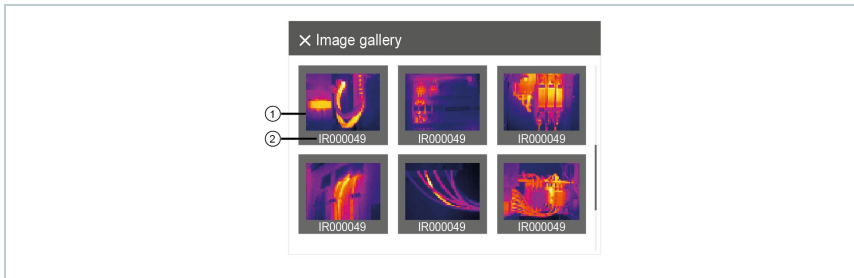 ✕ Image gallery
①
② IR000049 IR000049 IR000049
IR000049 IR000049 IR000049